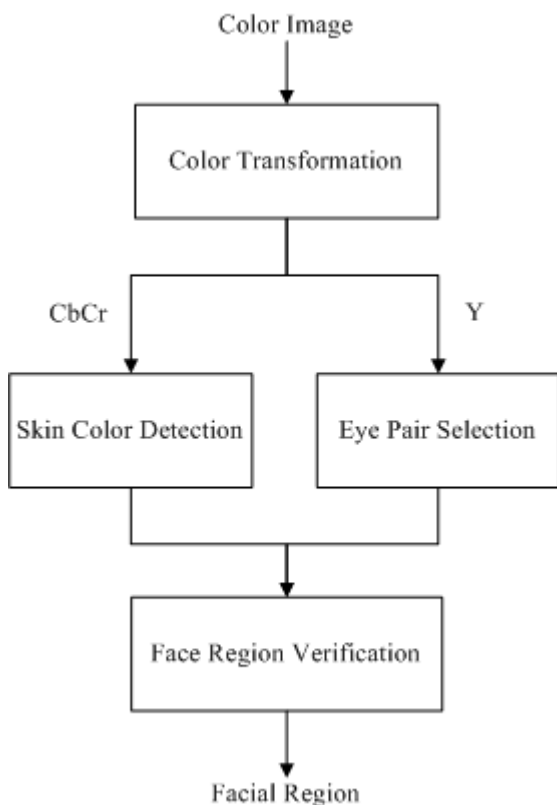 Color Image
Color Transformation
CbCr
Y
Skin Color Detection
Eye Pair Selection
Face Region Verification
Facial Region